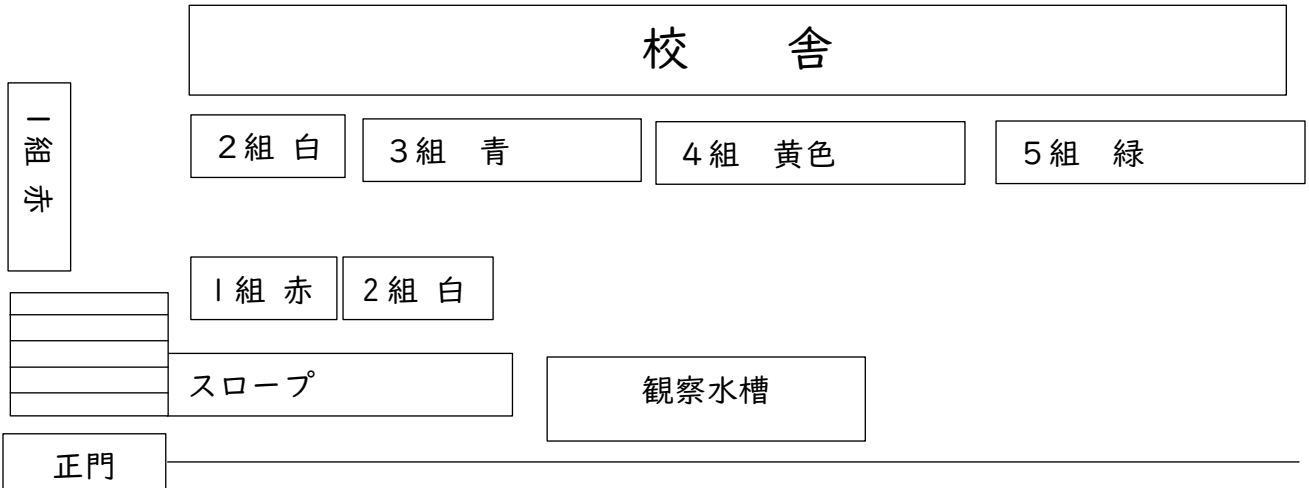 校　　舎
1組 赤
２組 白
３組　青
４組　黄色
５組　緑
1組 赤
2組 白
スロープ
観察水槽
正門